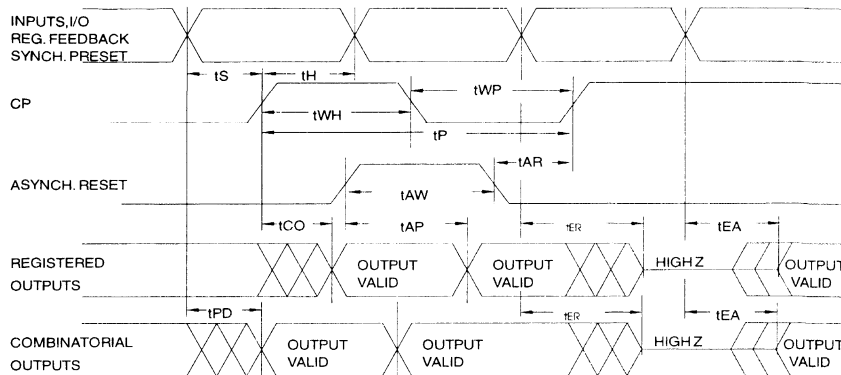 INPUTS,I/O
REG. FEEDBACK
SYNCH. PRESET
tS
tH
CP
tWP
tWH
tP
tAR
ASYNCH. RESET
tAW
tCO
tAP
tER
tEA
REGISTERED
OUTPUTS
OUTPUT
VALID
OUTPUT
VALID
HIGH Z
OUTPUT
VALID
tPD
tER
tEA
COMBINATORIAL
OUTPUTS
OUTPUT
VALID
OUTPUT
VALID
HIGH Z
OUTPUT
VALID